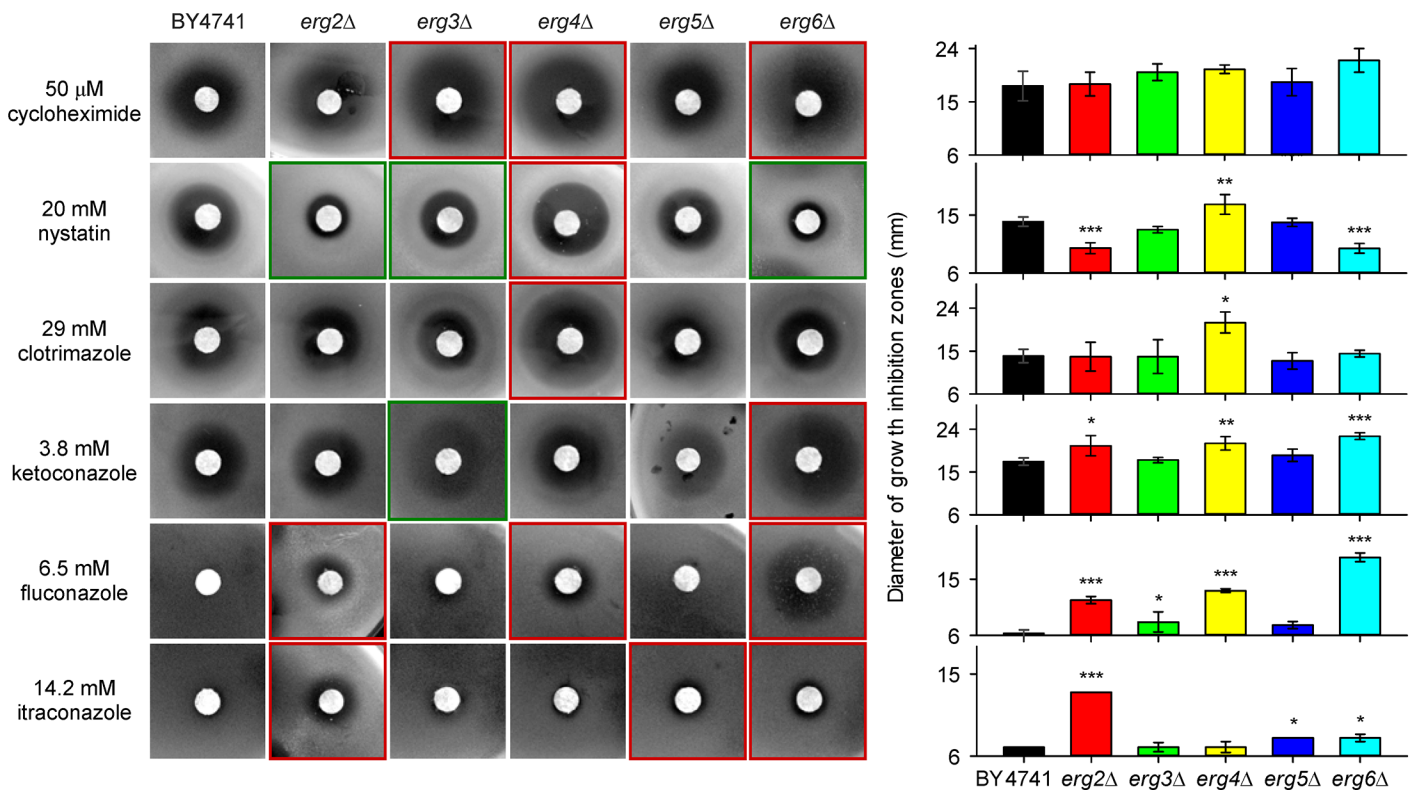 BY4741 erg2Δ erg3Δ erg4Δ erg5Δ erg6Δ
50 μM
cycloheximide
20 mM
nystatin
29 mM
clotrimazole
3.8 mM
ketoconazole
6.5 mM
fluconazole
14.2 mM
itraconazole
Diameter of growth inhibition zones (mm)
24
15
6
** 
15 *** ***
6
*
24
15
6
* ** ***
24
15
6
*** * *** ***
15
6
***
15
* *
6
BY4741 erg2Δ erg3Δ erg4Δ erg5Δ erg6Δ